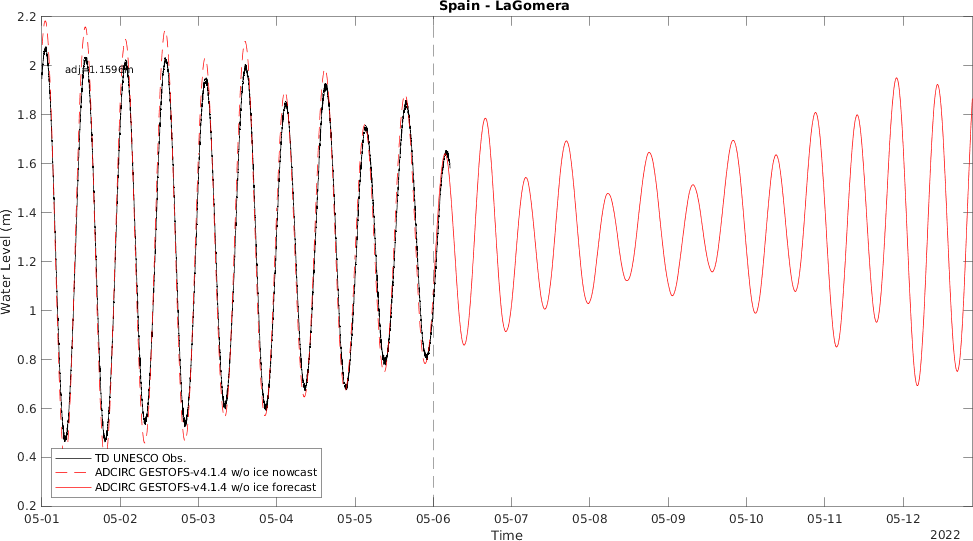 Spain - LaGomera
2.2
2
1.8
1.6
1.4
1.2
1
0.8
0.6
0.4
0.2
Water Level (m)
adj=1.1596m
TD UNESCO Obs.
ADCIRC GESTOFS-v4.1.4 w/o ice nowcast
ADCIRC GESTOFS-v4.1.4 w/o ice forecast
05-01 05-02 05-03 05-04 05-05 05-06 05-07 05-08 05-09 05-10 05-11 05-12
Time
2022